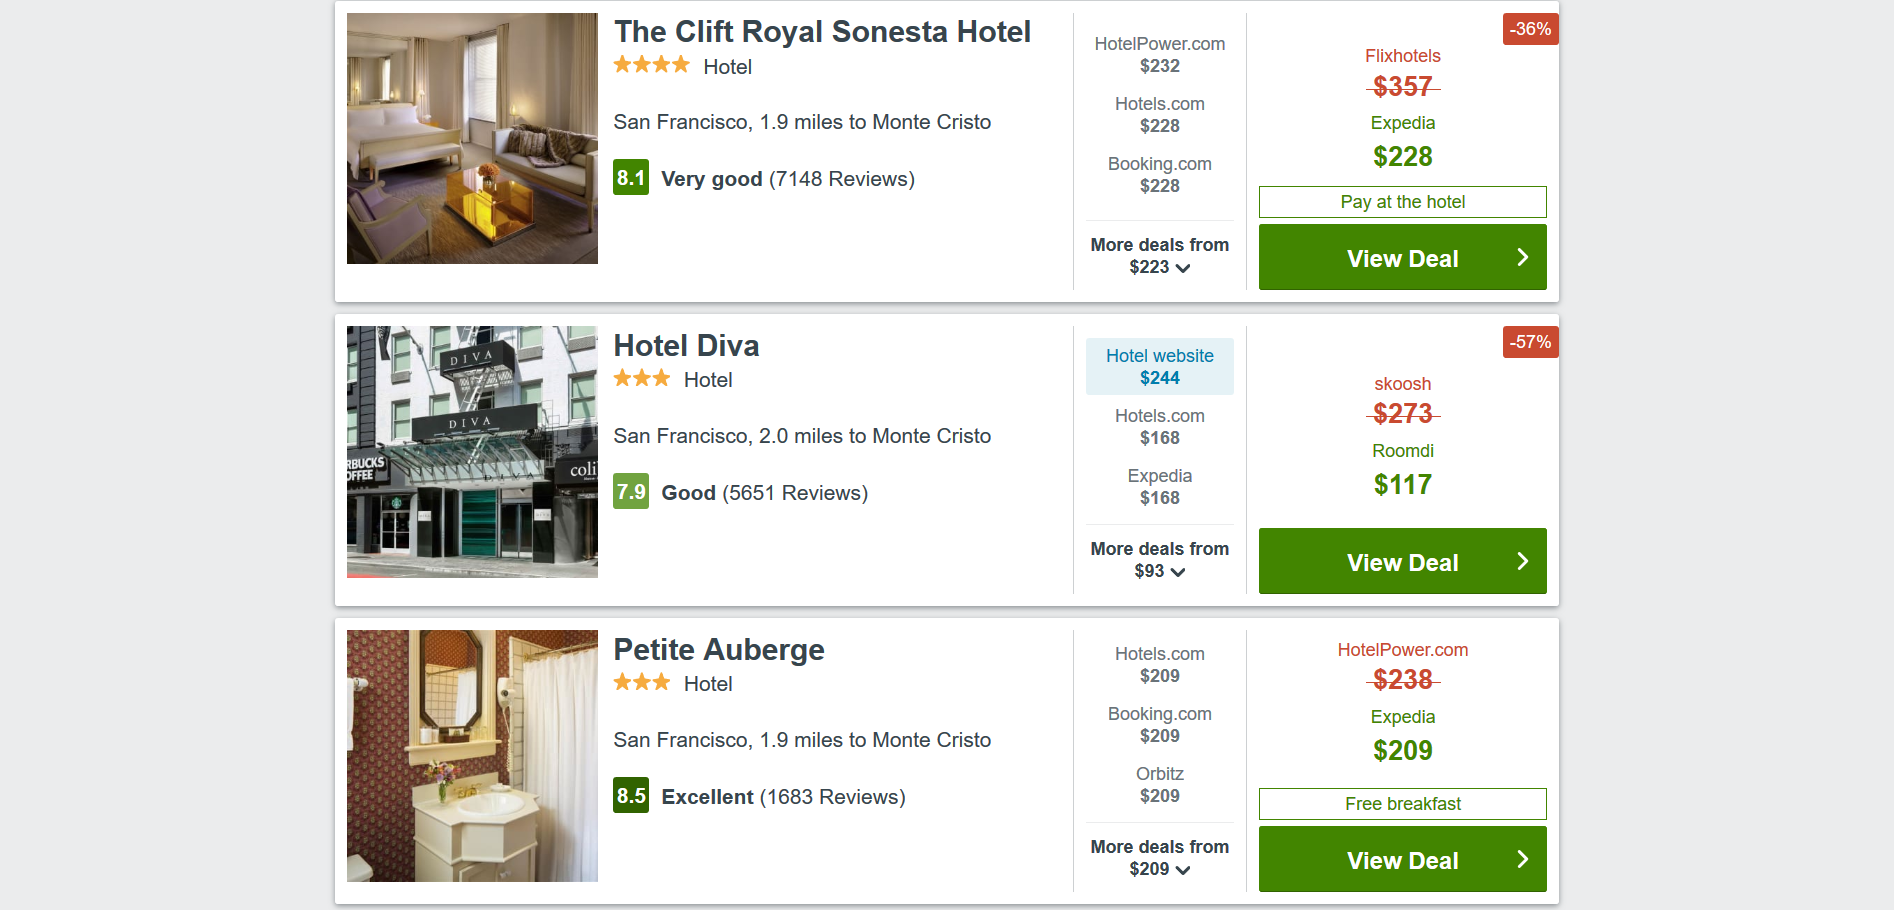 The Clift Royal Sonesta Hotel
Hotel
San Francisco, 1.9 miles to Monte Cristo
8.1 Very good (7148 Reviews)
HotelPower.com
$232
Hotels.com
$228
Booking.com
$228
More deals from
$223
-36%
Flixhotels
$357
Expedia
$228
Pay at the hotel
View Deal
DIVA
DIVA
DIVA
RBUCKS
OFFEE
coli
Hotel Diva
Hotel
San Francisco, 2.0 miles to Monte Cristo
7.9 Good (5651 Reviews)
Hotel website
$244
Hotels.com
$168
Expedia
$168
More deals from
$93
-57%
skoosh
$273
Roomdi
$117
View Deal
Petite Auberge
Hotel
San Francisco, 1.9 miles to Monte Cristo
8.5 Excellent (1683 Reviews)
Hotels.com
$209
Booking.com
$209
Orbitz
$209
More deals from
$209
HotelPower.com
$238
Expedia
$209
Free breakfast
View Deal